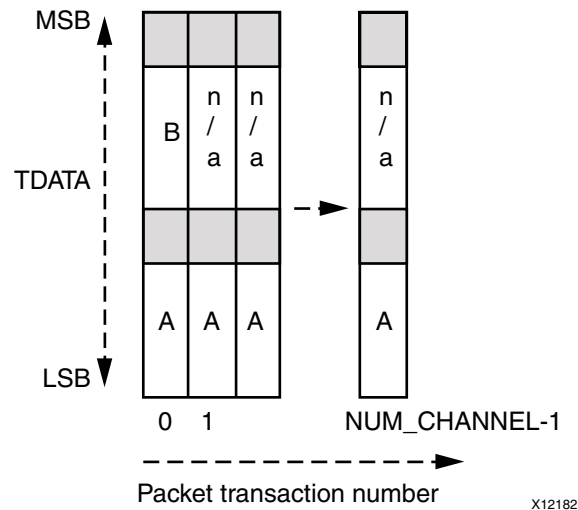 MSB
n n n
B / / /
a a a
TDATA
A A A A
LSB
0 1 NUM_CHANNEL-1
Packet transaction number
X12182